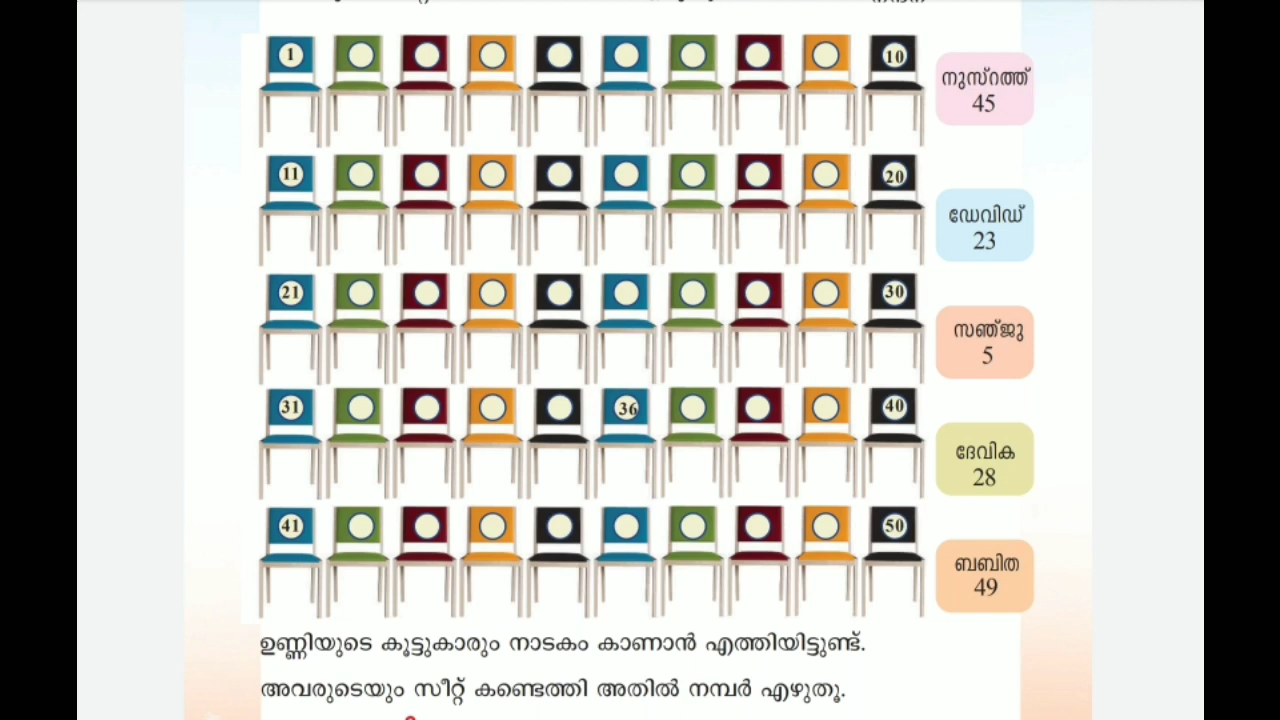 1 10
നുസ്റത്ത്
45
11 20
ഡേവിഡ്
23
21 30
സഞ്ജു
5
31 36 40
ദേവിക
28
41 50
ബബിത
49
ഉണ്ണിയുടെ കൂട്ടുകാരും നാടകം കാണാൻ എത്തിയിട്ടുണ്ട്.
അവരുടെയും സീറ്റ് കണ്ടെത്തി അതിൽ നമ്പർ എഴുതൂ.